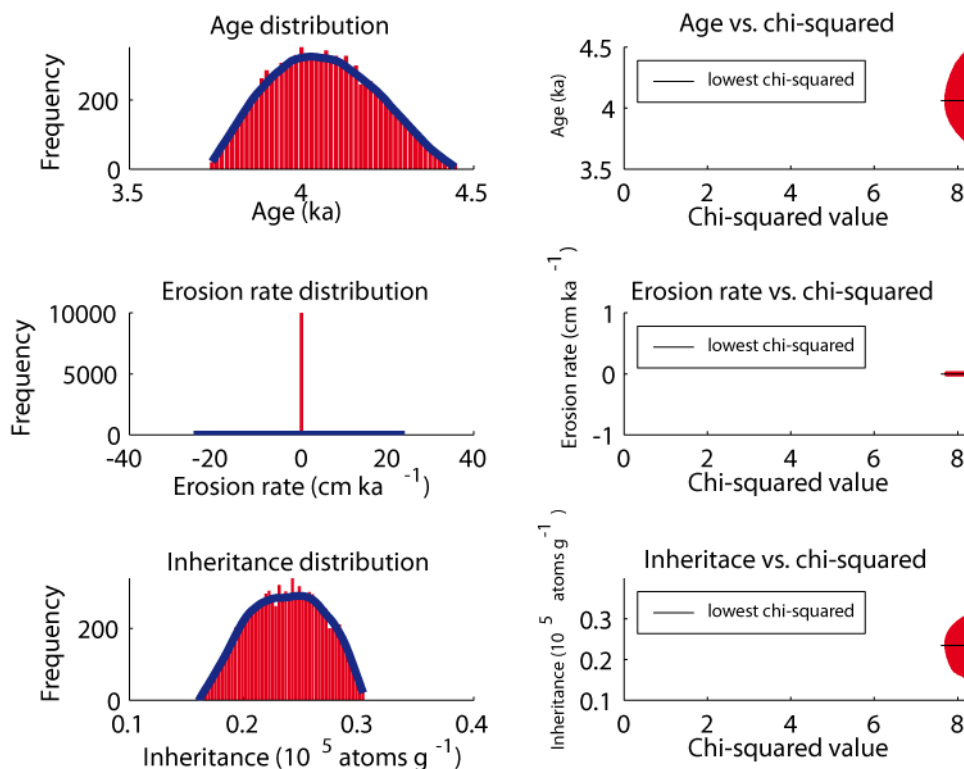 Age distribution
Frequency
200
0
3.5
4
4.5
Age (ka)
Age vs. chi-squared
Age (ka)
4.5
4
3.5
lowest chi-squared
0
2
4
6
8
Chi-squared value
Erosion rate distribution
Frequency
10000
5000
0
-40
-20
0
20
40
Erosion rate (cm ka -1)
Erosion rate vs. chi-squared
Erosion rate (cm ka -1)
1
0
-1
lowest chi-squared
0
2
4
6
8
Chi-squared value
Inheritance distribution
Frequency
200
0
0.1
0.2
0.3
0.4
Inheritance (10 5 atoms g -1)
Inheritace vs. chi-squared
Inheritance (10 5 atoms g-1)
0.3
0.2
0.1
lowest chi-squared
0
2
4
6
8
Chi-squared value